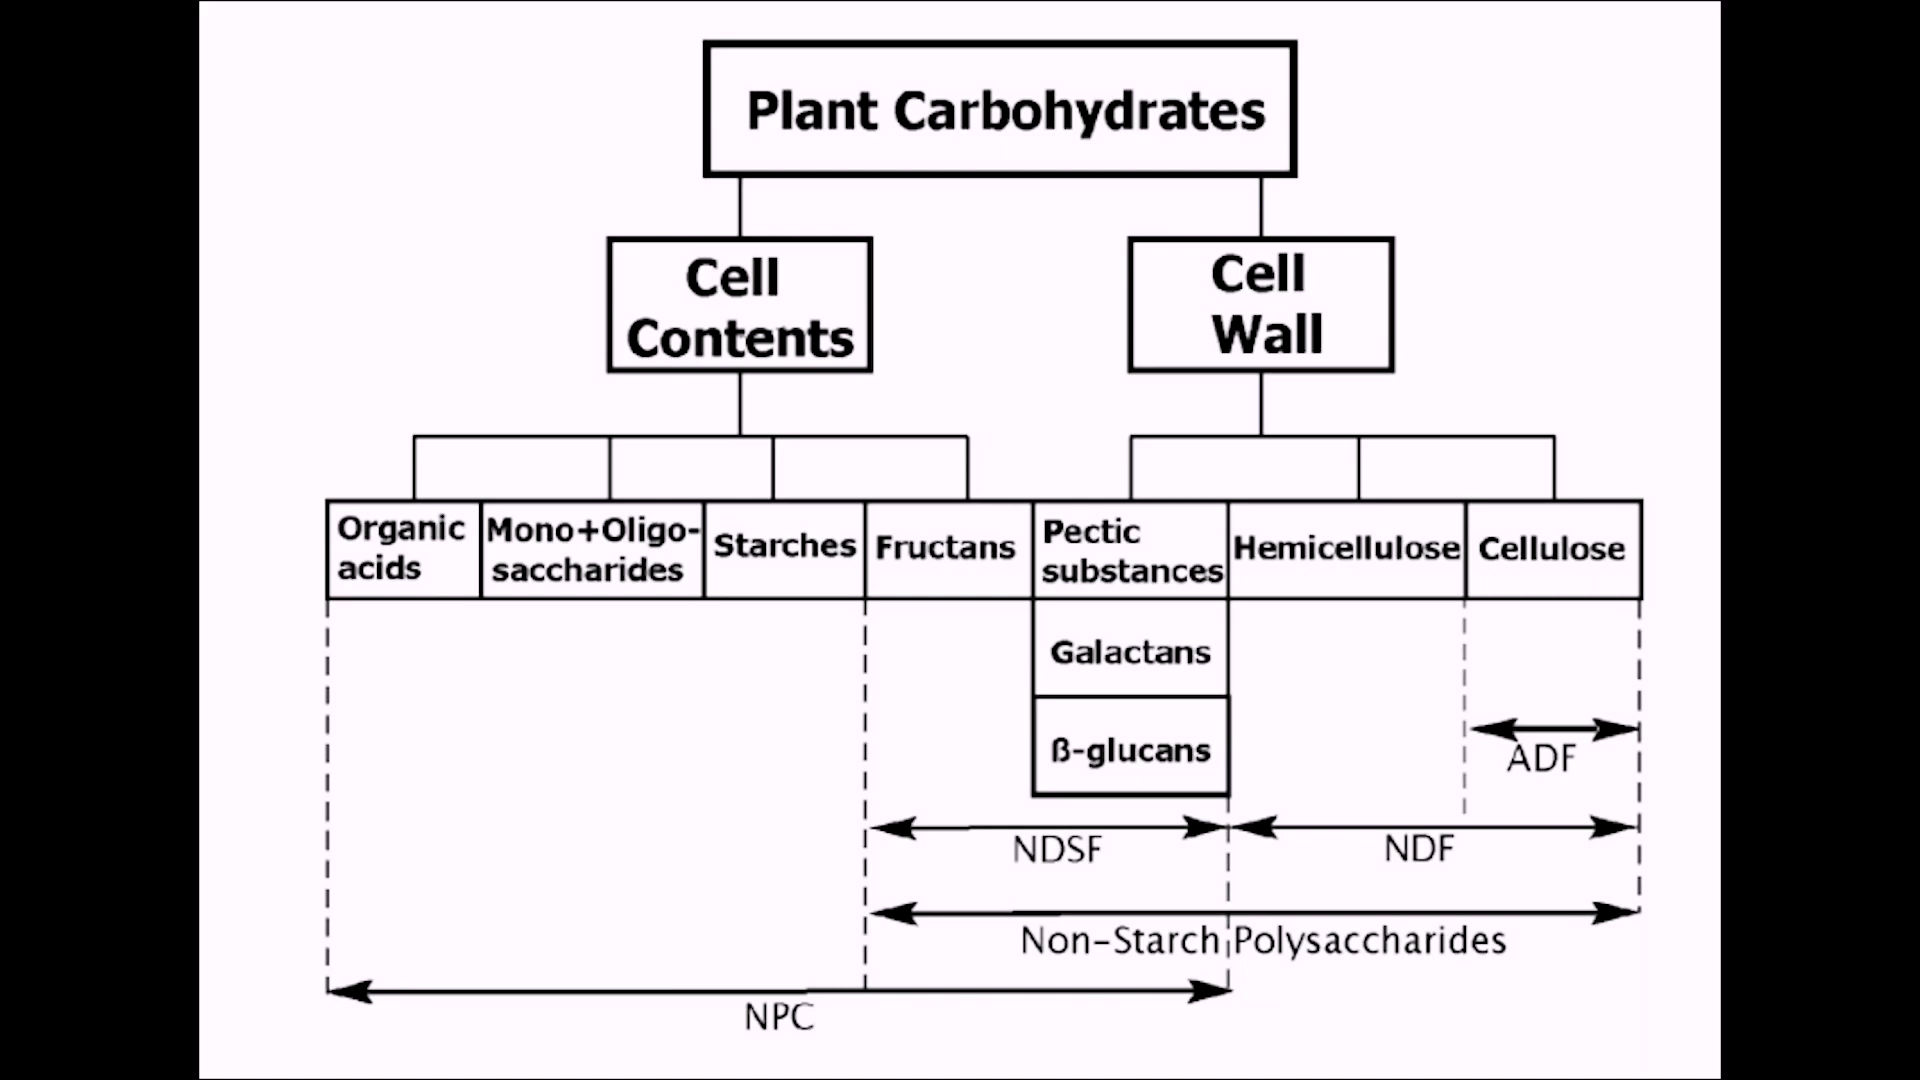 Plant Carbohydrates
Cell
Contents
Cell
Wall
Organic
acids
Mono+Oligo-
saccharides
Starches
Fructans
Pectic
substances
Hemicellulose
Cellulose
Galactans
ß-glucans
ADF
NDSF
NDF
Non-Starch Polysaccharides
NPC